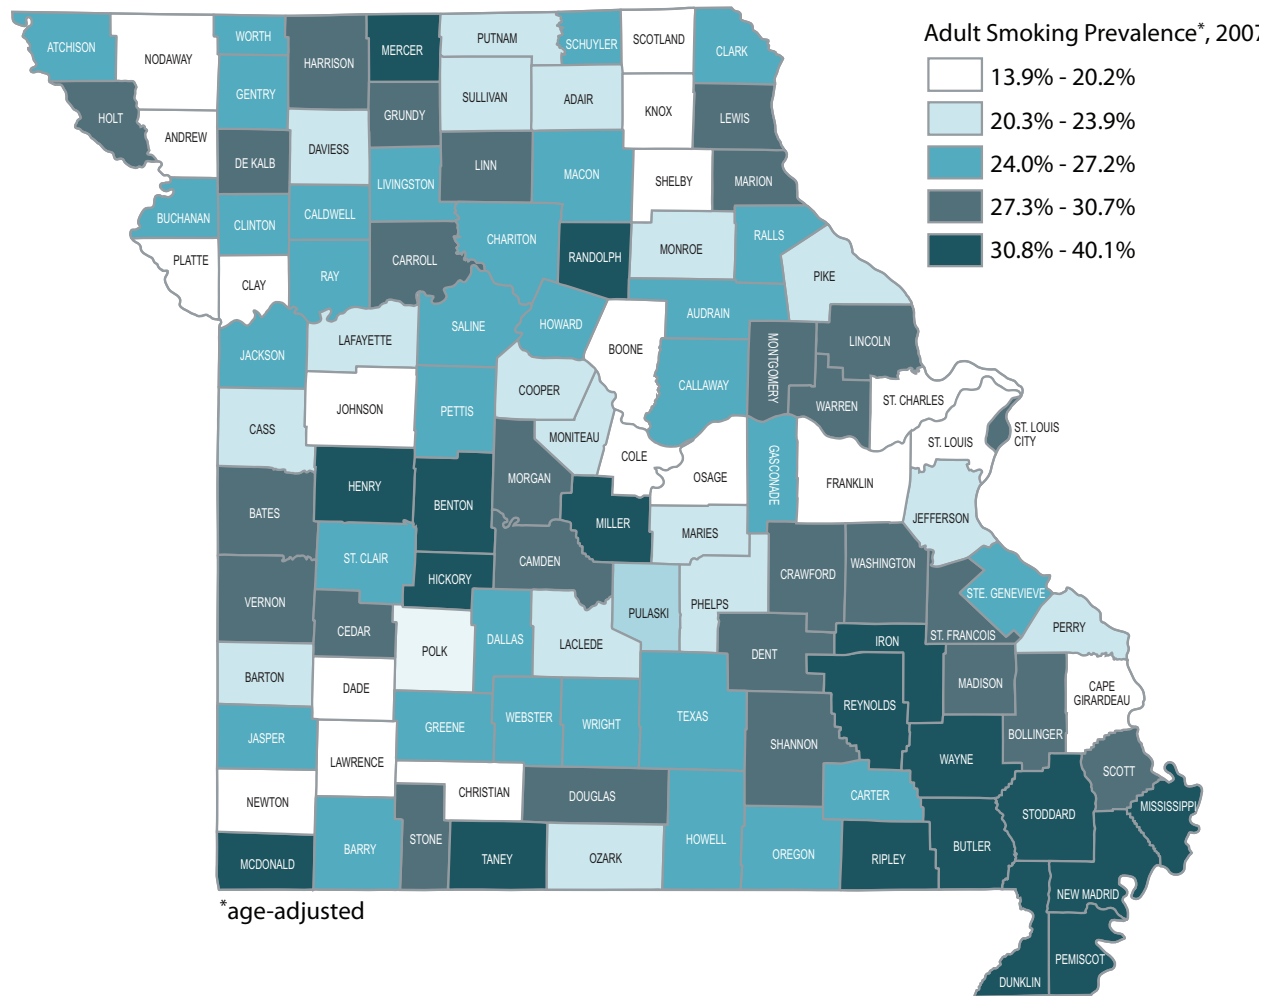 Adult Smoking Prevalence*, 2007
13.9% - 20.2%
20.3% - 23.9%
24.0% - 27.2%
27.3% - 30.7%
30.8% - 40.1%
ATCHISON
NODAWAY
WORTH
HARRISON
MERCER
PUTNAM
SCHUYLER
SCOTLAND
CLARK
GENTRY
SULLIVAN
ADAIR
KNOX
LEWIS
HOLT
ANDREW
GRUNDY
DE KALB
DAVIESS
LINN
MACON
SHELBY
MARION
LIVINGSTON
BUCHANAN
CLINTON
CALDWELL
CHARITON
RANDOLPH
MONROE
RALLS
PLATTE
CLAY
RAY
CARROLL
PIKE
JACKSON
LAFAYETTE
SALINE
HOWARD
BOONE
AUDRAIN
MONTGOMERY
LINCOLN
CASS
JOHNSON
PETTIS
COOPER
MONITEAU
CALLAWAY
WARREN
ST. CHARLES
ST. LOUIS
ST. LOUIS
CITY
COLE
OSAGE
GASCONADE
FRANKLIN
BATES
HENRY
BENTON
MORGAN
MILLER
MARIES
JEFFERSON
ST. CLAIR
HICKORY
CAMDEN
PULASKI
PHELPS
CRAWFORD
WASHINGTON
STE. GENEVIEVE
VERNON
CEDAR
POLK
DALLAS
LACLEDE
DENT
IRON
ST. FRANCOIS
PERRY
BARTON
DADE
GREENE
WEBSTER
WRIGHT
TEXAS
REYNOLDS
MADISON
BOLLINGER
CAPE
GIRARDEAU
JASPER
LAWRENCE
SHANNON
WAYNE
SCOTT
NEWTON
CHRISTIAN
DOUGLAS
CARTER
STODDARD
MISSISSIPPI
MCDONALD
BARRY
STONE
TANEY
OZARK
HOWELL
OREGON
RIPLEY
BUTLER
NEW MADRID
PEMISCOT
DUNKLIN
*age-adjusted